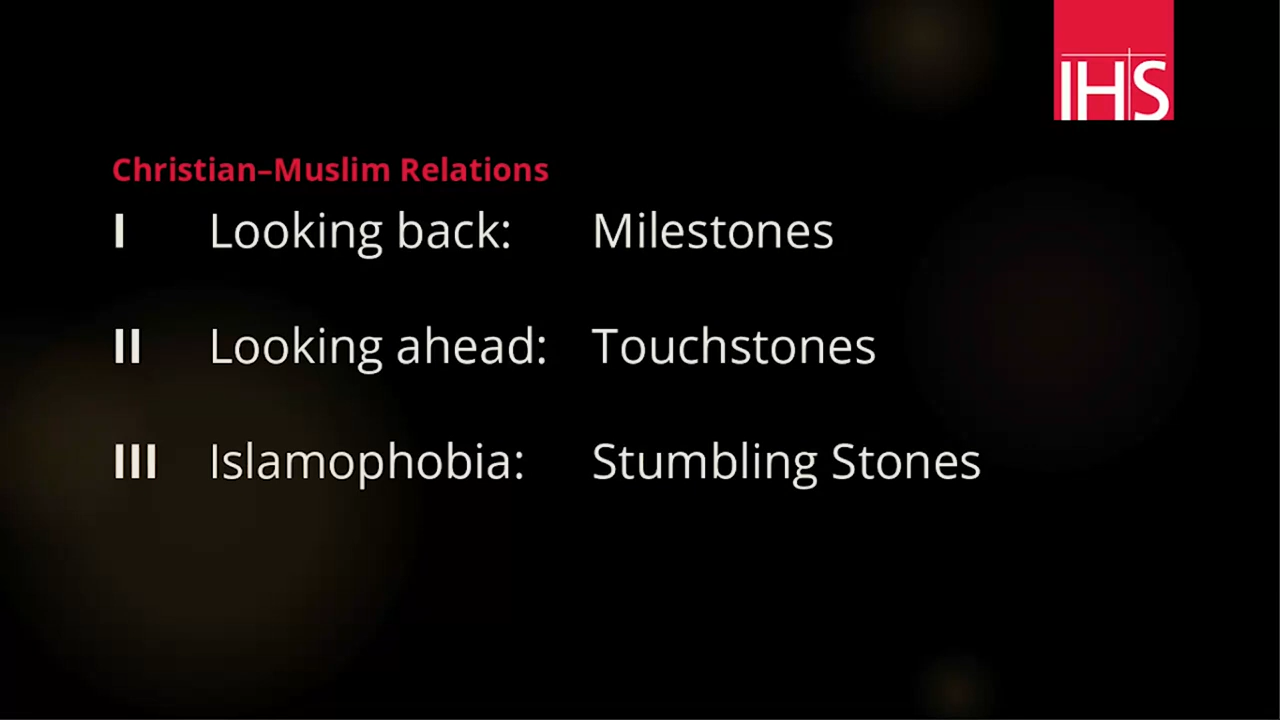 IHS
Christian–Muslim Relations
I Looking back: Milestones
II Looking ahead: Touchstones
III Islamophobia: Stumbling Stones